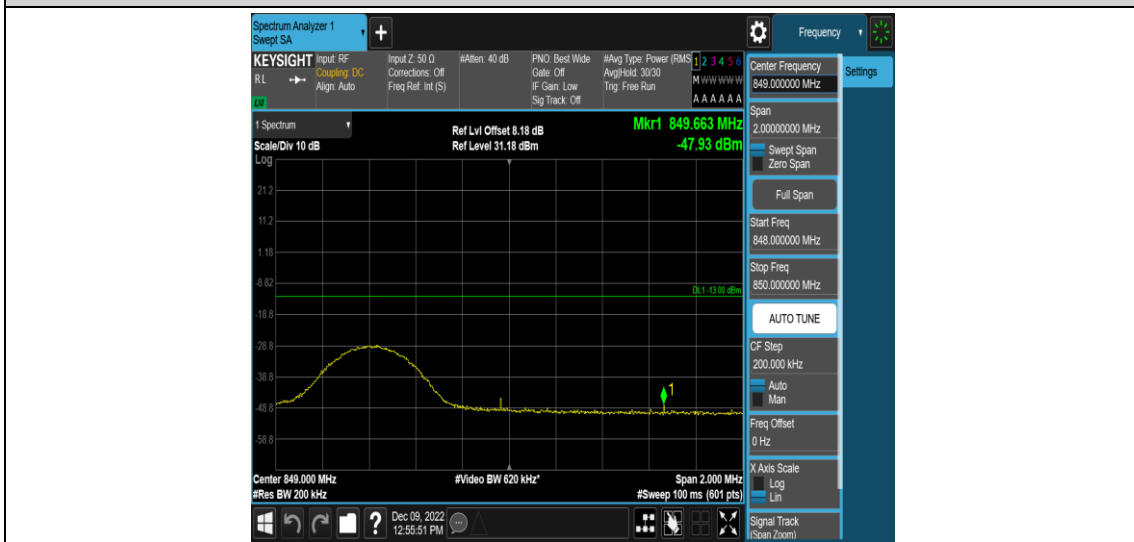 Spectrum Analyzer 1
Swept SA
+
Frequency
KEYSIGHT
RL
Input: RF
Coupling: DC
Align: Auto
Input Z: 50 Ω
Corrections: Off
Freq Ref: Int (S)
#Atten: 40 dB
PNO: Best Wide
Gate: Off
IF Gain: Low
Sig Track: Off
#Avg Type: Power (RMS
Avg|Hold: 30/30
Trig: Free Run
1 2 3 4 5 6
M W W W W W
A A A A A A
Center Frequency
849.000000 MHz
Settings
Span
2.00000000 MHz
Swept Span
Zero Span
Full Span
Start Freq
848.000000 MHz
Stop Freq
850.000000 MHz
AUTO TUNE
CF Step
200.000 kHz
Auto
Man
Freq Offset
0 Hz
X Axis Scale
Log
Lin
Signal Track
(Span Zoom)
1 Spectrum
Scale/Div 10 dB
Ref Lvl Offset 8.18 dB
Ref Level 31.18 dBm
Mkr1 849.663 MHz
-47.93 dBm
Log
21.2
11.2
1.18
-8.82
DL1 -13.00 dBm
-18.8
-28.8
-38.8
1
-48.8
-58.8
Center 849.000 MHz
#Video BW 620 kHz*
Span 2.000 MHz
#Res BW 200 kHz
#Sweep 100 ms (601 pts)
?
Dec 09, 2022
12:55:51 PM